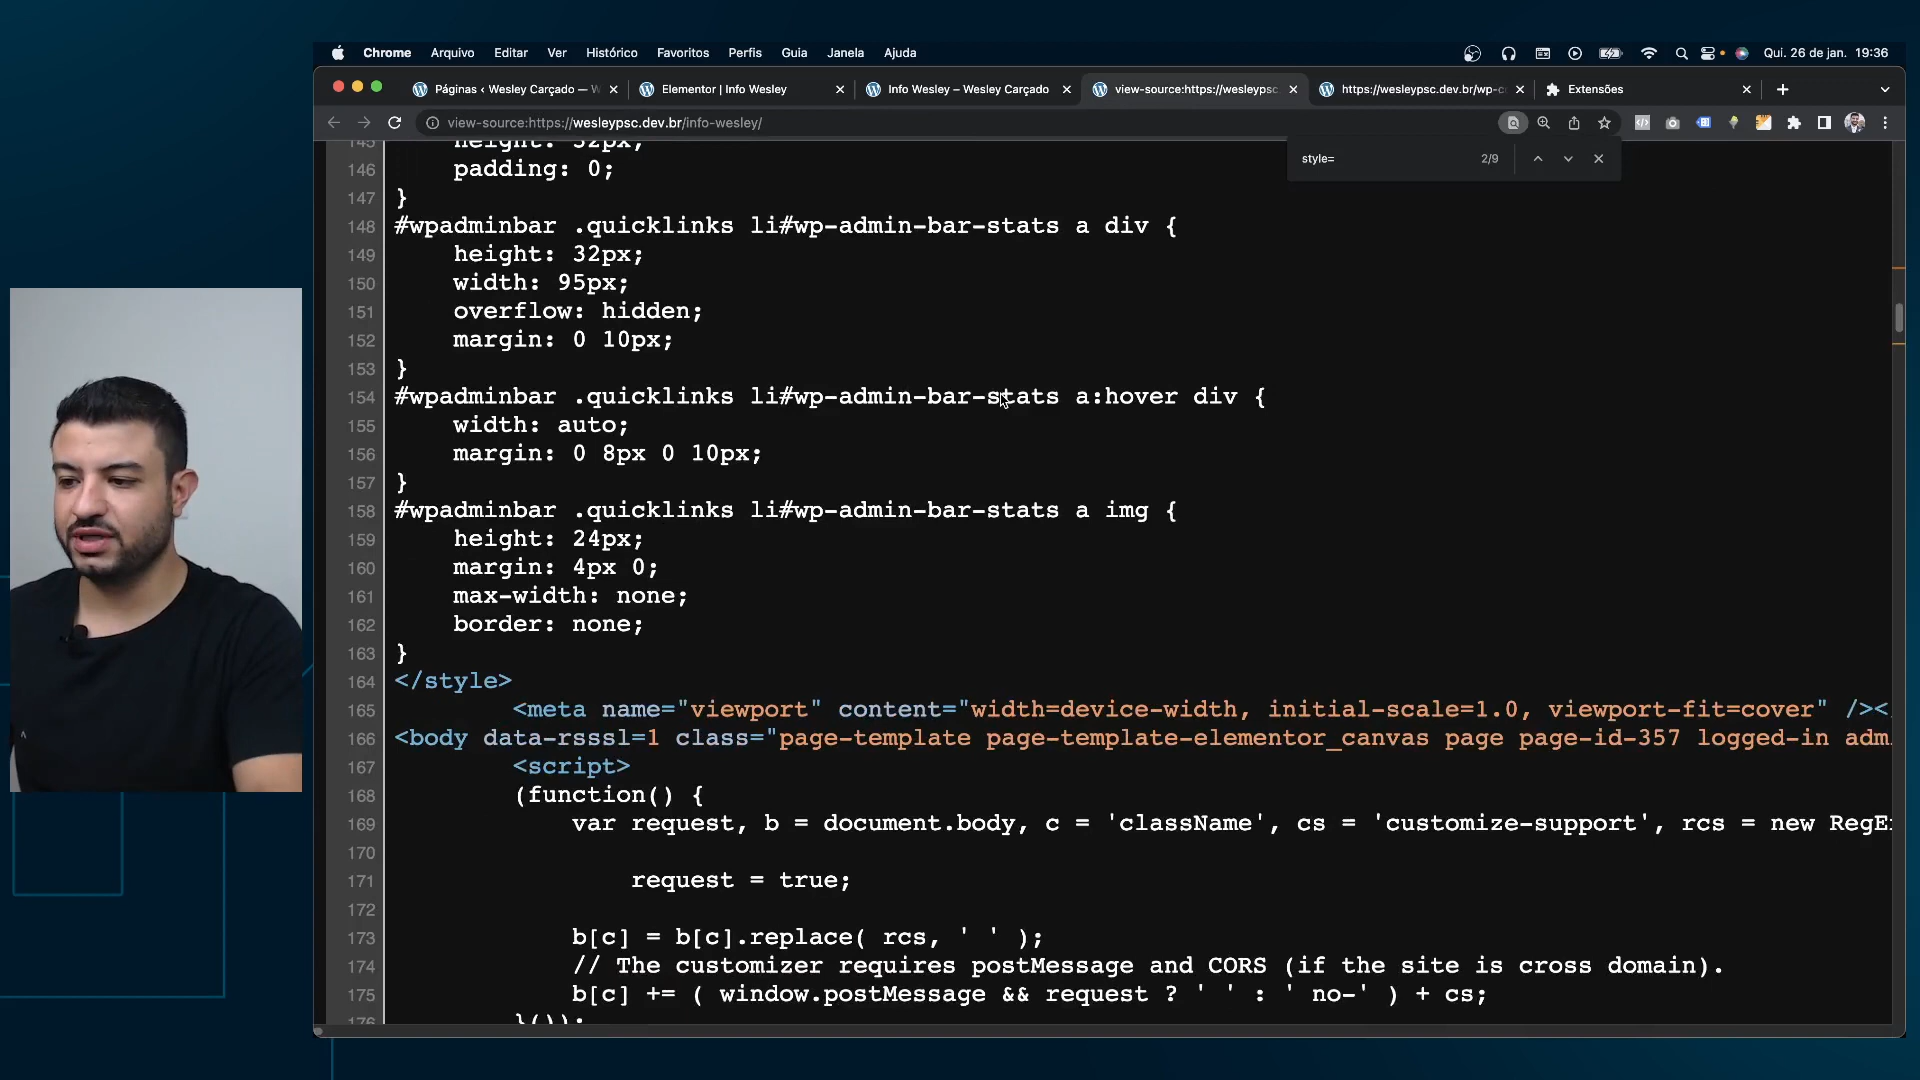 Chrome Arquivo Editar Ver Histórico Favoritos Perfis Guia Janela Ajuda Qui. 26 de jan. 19:36
Páginas ‹ Wesley Carçado — W Elementor | Info Wesley Info Wesley – Wesley Carçado view-source:https://wesleypsc https://wesleypsc.dev.br/wp-c Extensões
view-source:https://wesleypsc.dev.br/info-wesley/
style= 2/9
145 height: 32px;
146 padding: 0;
147 }
148 #wpadminbar .quicklinks li#wp-admin-bar-stats a div {
149 height: 32px;
150 width: 95px;
151 overflow: hidden;
152 margin: 0 10px;
153 }
154 #wpadminbar .quicklinks li#wp-admin-bar-stats a:hover div {
155 width: auto;
156 margin: 0 8px 0 10px;
157 }
158 #wpadminbar .quicklinks li#wp-admin-bar-stats a img {
159 height: 24px;
160 margin: 4px 0;
161 max-width: none;
162 border: none;
163 }
164 </style>
165 <meta name="viewport" content="width=device-width, initial-scale=1.0, viewport-fit=cover" /><
166 <body data-rsssl=1 class="page-template page-template-elementor_canvas page page-id-357 logged-in adm
167 <script>
168 (function() {
169 var request, b = document.body, c = 'className', cs = 'customize-support', rcs = new RegE
170
171 request = true;
172
173 b[c] = b[c].replace( rcs, ' ' );
174 // The customizer requires postMessage and CORS (if the site is cross domain).
175 b[c] += ( window.postMessage && request ? ' ' : ' no-' ) + cs;
176 }());